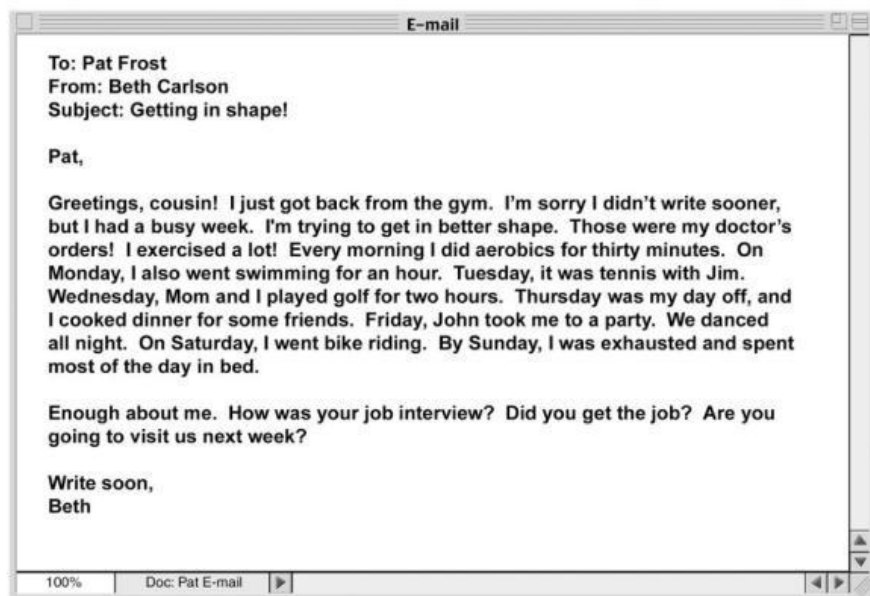 E-mail
To: Pat Frost
From: Beth Carlson
Subject: Getting in shape!
Pat,
Greetings, cousin!  I just got back from the gym.  I'm sorry I didn't write sooner,
but I had a busy week.  I'm trying to get in better shape.  Those were my doctor's
orders!  I exercised a lot!  Every morning I did aerobics for thirty minutes.  On
Monday, I also went swimming for an hour.  Tuesday, it was tennis with Jim.
Wednesday, Mom and I played golf for two hours.  Thursday was my day off, and
I cooked dinner for some friends.  Friday, John took me to a party.  We danced
all night.  On Saturday, I went bike riding.  By Sunday, I was exhausted and spent
most of the day in bed.
Enough about me.  How was your job interview?  Did you get the job?  Are you
going to visit us next week?
Write soon,
Beth
100% Doc: Pat E-mail